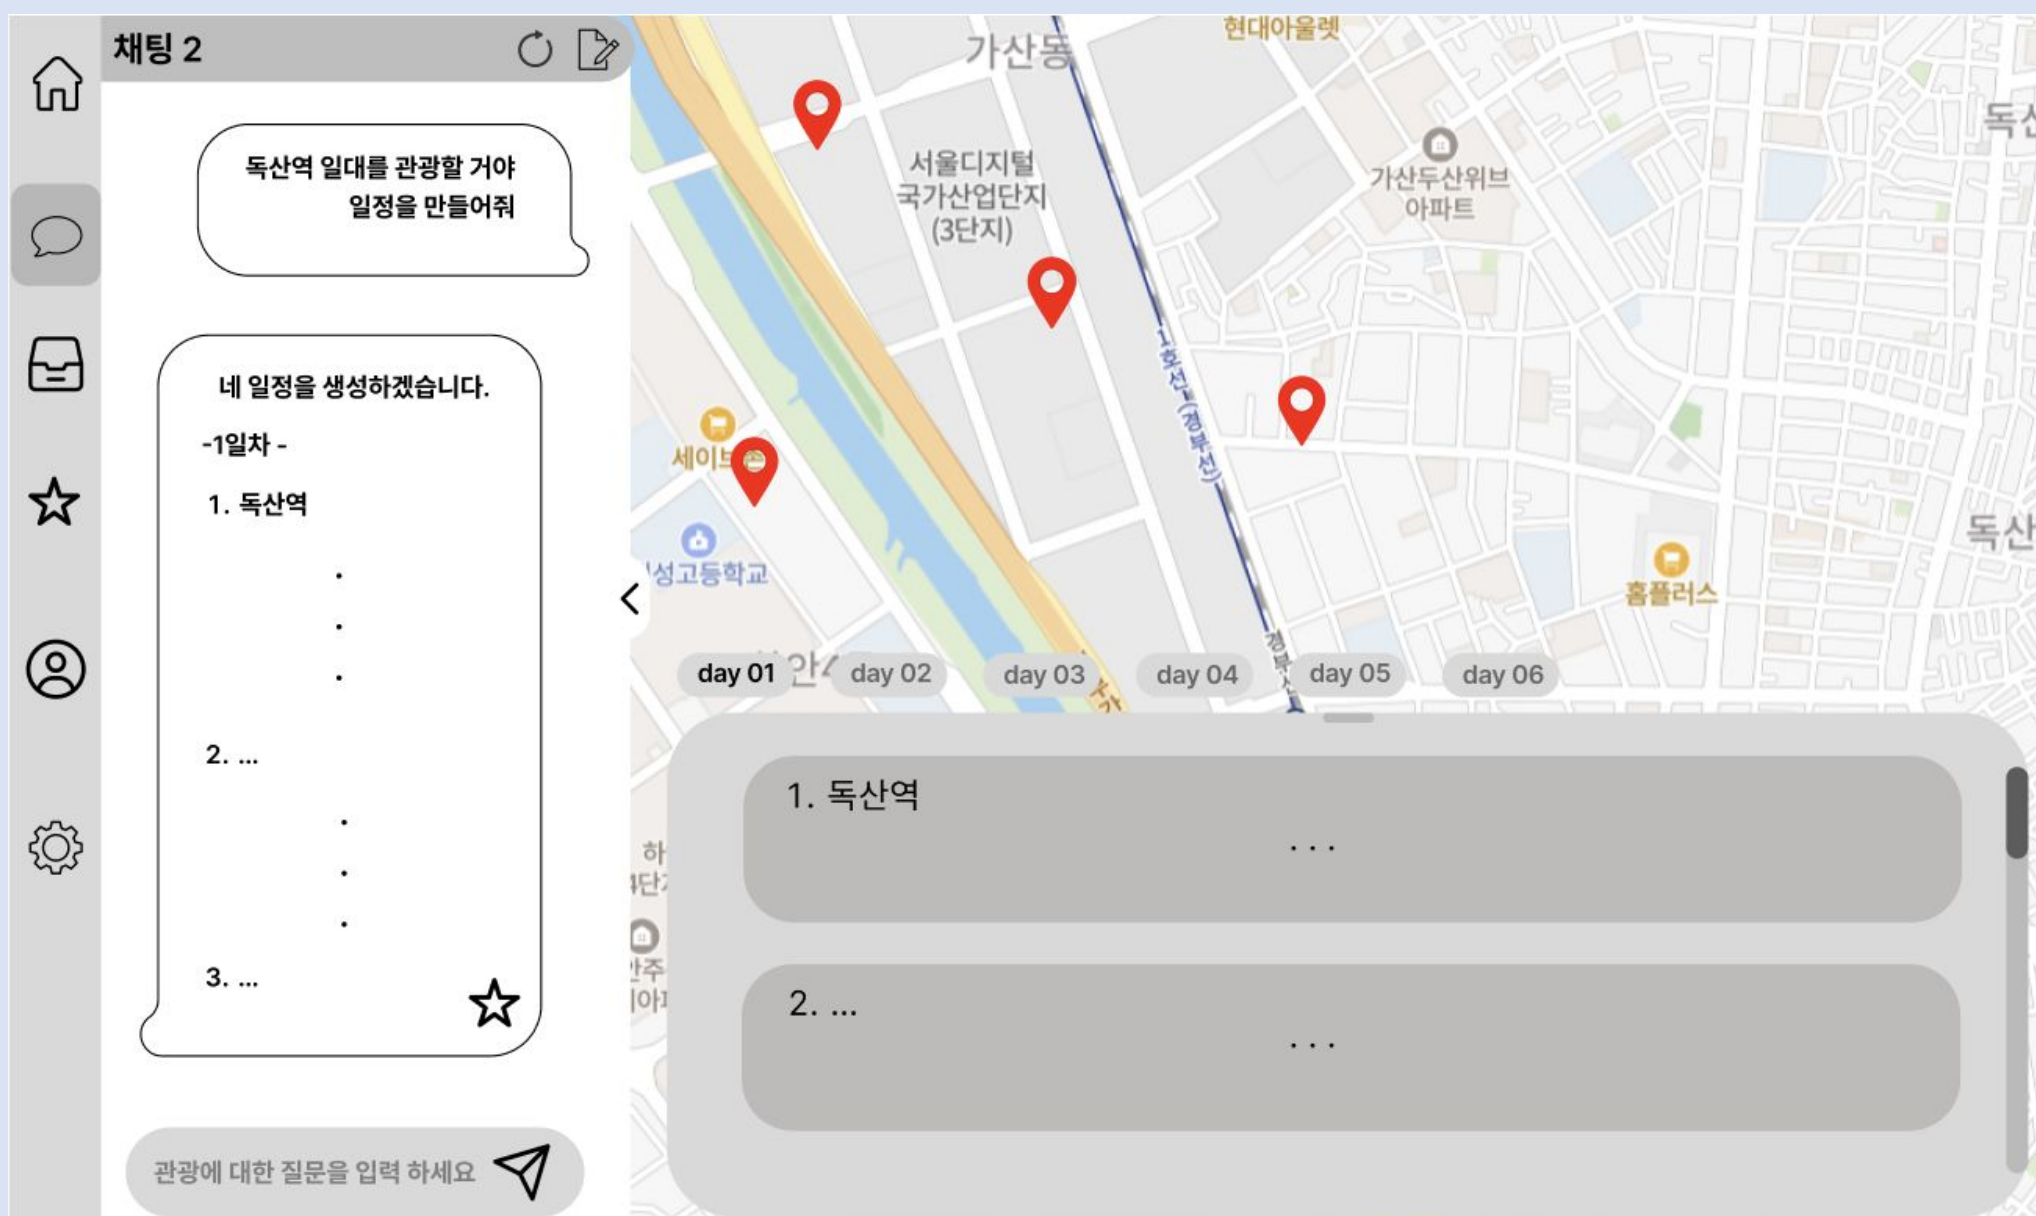 채팅 2
독산역 일대를 관광할 거야
일정을 만들어줘
네 일정을 생성하겠습니다.
-1일차 -
1. 독산역
.
.
.
2. ...
.
.
.
3. ...
관광에 대한 질문을 입력 하세요
현대아울렛
가산동
서울디지털
국가산업단지
(3단지)
가산두산위브
아파트
1호선(경부선)
성고등학교
홈플러스
day 01
day 02
day 03
day 04
day 05
day 06
1. 독산역
...
2. ...
...